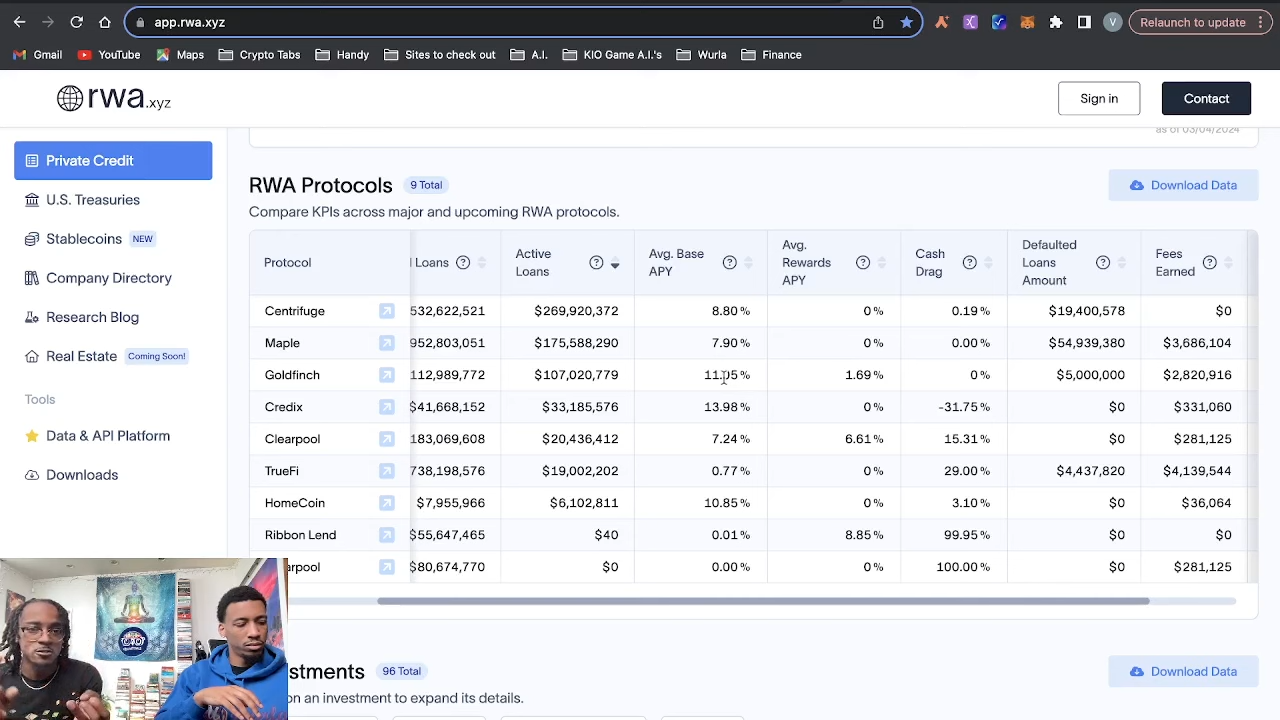 app.rwa.xyz
V
Relaunch to update
Gmail
YouTube
Maps
Crypto Tabs
Handy
Sites to check out
A.I.
KIO Game A.I.'s
Wurla
Finance
rwa.xyz
Sign in
Contact
as of 03/04/2024
Private Credit
U.S. Treasuries
Stablecoins NEW
Company Directory
Research Blog
Real Estate Coming Soon!
Tools
Data & API Platform
Downloads
RWA Protocols 9 Total
Download Data
Compare KPIs across major and upcoming RWA protocols.
Protocol
Loans
Active Loans
Avg. Base APY
Avg. Rewards APY
Cash Drag
Defaulted Loans Amount
Fees Earned
Centrifuge 532,622,521 $269,920,372 8.80 % 0 % 0.19 % $19,400,578 $0
Maple 952,803,051 $175,588,290 7.90 % 0 % 0.00 % $54,939,380 $3,686,104
Goldfinch 112,989,772 $107,020,779 1.69 % 0 % $5,000,000 $2,820,916
Credix $41,668,152 $33,185,576 13.98 % 0 % -31.75 % $0 $331,060
Clearpool 183,069,608 $20,436,412 7.24 % 6.61 % 15.31 % $0 $281,125
TrueFi 738,198,576 $19,002,202 0.77 % 0 % 29.00 % $4,437,820 $4,139,544
HomeCoin $7,955,966 $6,102,811 10.85 % 0 % 3.10 % $0 $36,064
Ribbon Lend $55,647,465 $40 0.01 % 8.85 % 99.95 % $0 $0
arpool $80,674,770 $0 0.00 % 0 % 100.00 % $0 $281,125
stments 96 Total
Download Data
on an investment to expand its details.